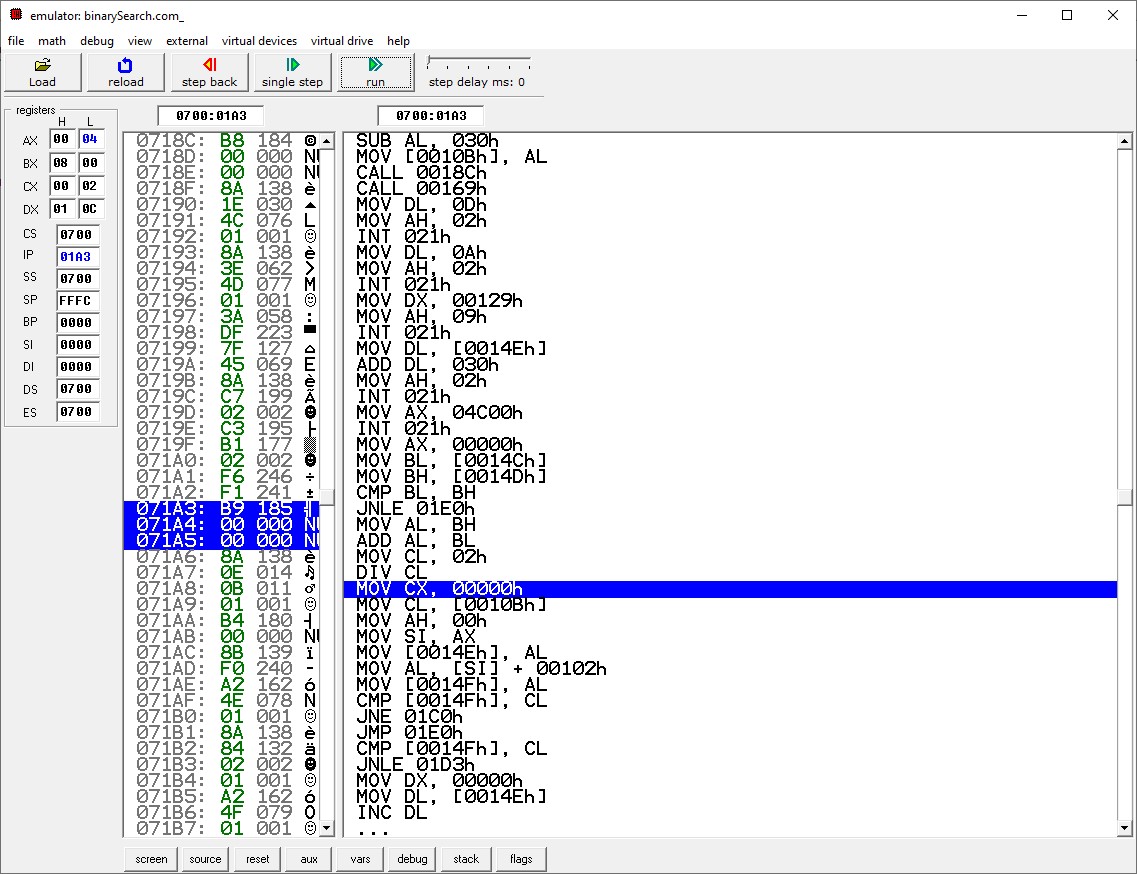 emulator: binarySearch.com_
file math debug view external virtual devices virtual drive help
Load reload step back single step run step delay ms: 0
registers
H L
AX 00 04
BX 08 00
CX 00 02
DX 01 0C
CS 0700
IP 01A3
SS 0700
SP FFFC
BP 0000
SI 0000
DI 0000
DS 0700
ES 0700
0700:01A3
0718C: B8 184 ©
0718D: 00 000 NU
0718E: 00 000 NU
0718F: 8A 138 è
07190: 1E 030 ▲
07191: 4C 076 L
07192: 01 001 ☺
07193: 8A 138 è
07194: 3E 062 >
07195: 4D 077 M
07196: 01 001 ☺
07197: 3A 058 :
07198: DF 223 ▀
07199: 7F 127 ⌂
0719A: 45 069 E
0719B: 8A 138 è
0719C: C7 199 Ã
0719D: 02 002 ☻
0719E: C3 195 ├
0719F: B1 177 ▒
071A0: 02 002 ☻
071A1: F6 246 ÷
071A2: F1 241 ±
071A3: B9 185 ╣
071A4: 00 000 NU
071A5: 00 000 NU
071A6: 8A 138 è
071A7: 0E 014 ♫
071A8: 0B 011 ♂
071A9: 01 001 ☺
071AA: B4 180 ┤
071AB: 00 000 NU
071AC: 8B 139 ï
071AD: F0 240 -
071AE: A2 162 ó
071AF: 4E 078 N
071B0: 01 001 ☺
071B1: 8A 138 è
071B2: 84 132 ä
071B3: 02 002 ☻
071B4: 01 001 ☺
071B5: A2 162 ó
071B6: 4F 079 O
071B7: 01 001 ☺
0700:01A3
SUB AL, 030h
MOV [0010Bh], AL
CALL 0018Ch
CALL 00169h
MOV DL, 0Dh
MOV AH, 02h
INT 021h
MOV DL, 0Ah
MOV AH, 02h
INT 021h
MOV DX, 00129h
MOV AH, 09h
INT 021h
MOV DL, [0014Eh]
ADD DL, 030h
MOV AH, 02h
INT 021h
MOV AX, 04C00h
INT 021h
MOV AX, 00000h
MOV BL, [0014Ch]
MOV BH, [0014Dh]
CMP BL, BH
JNLE 01E0h
MOV AL, BH
ADD AL, BL
MOV CL, 02h
DIV CL
MOV CX, 00000h
MOV CL, [0010Bh]
MOV AH, 00h
MOV SI, AX
MOV [0014Eh], AL
MOV AL, [SI] + 00102h
MOV [0014Fh], AL
CMP [0014Fh], CL
JNE 01C0h
JMP 01E0h
CMP [0014Fh], CL
JNLE 01D3h
MOV DX, 00000h
MOV DL, [0014Eh]
INC DL
...
screen source reset aux vars debug stack flags